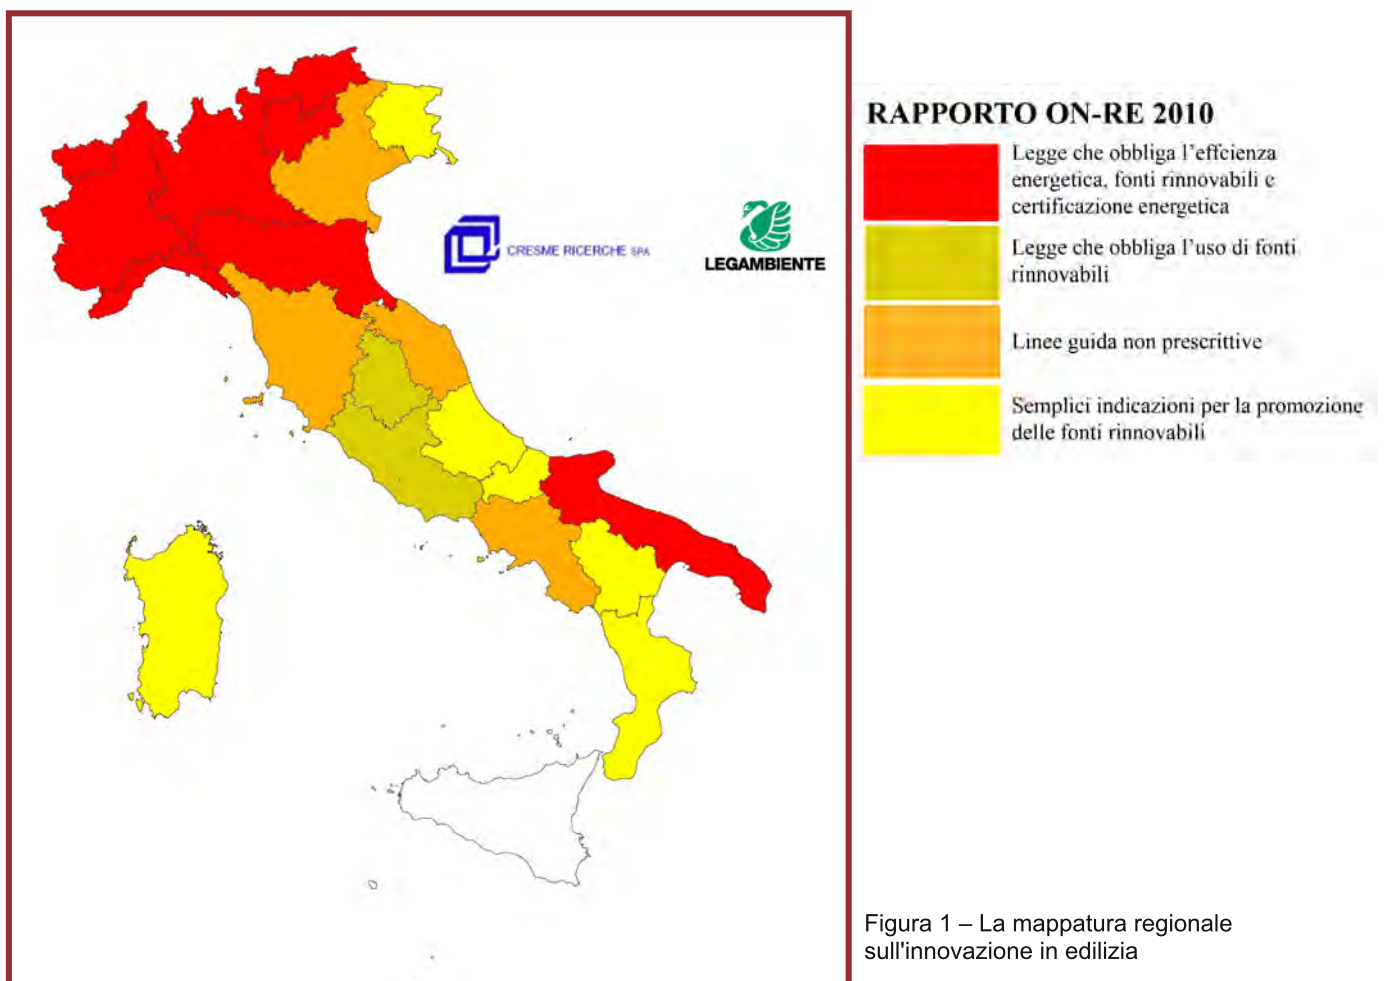 CRESME RICERCHE SPA
LEGAMBIENTE
RAPPORTO ON-RE 2010
Legge che obbliga l'effcienza
energetica, fonti rinnovabili e
certificazione energetica
Legge che obbliga l'uso di fonti
rinnovabili
Linee guida non prescrittive
Semplici indicazioni per la promozione
delle fonti rinnovabili
Figura 1 – La mappatura regionale
sull'innovazione in edilizia